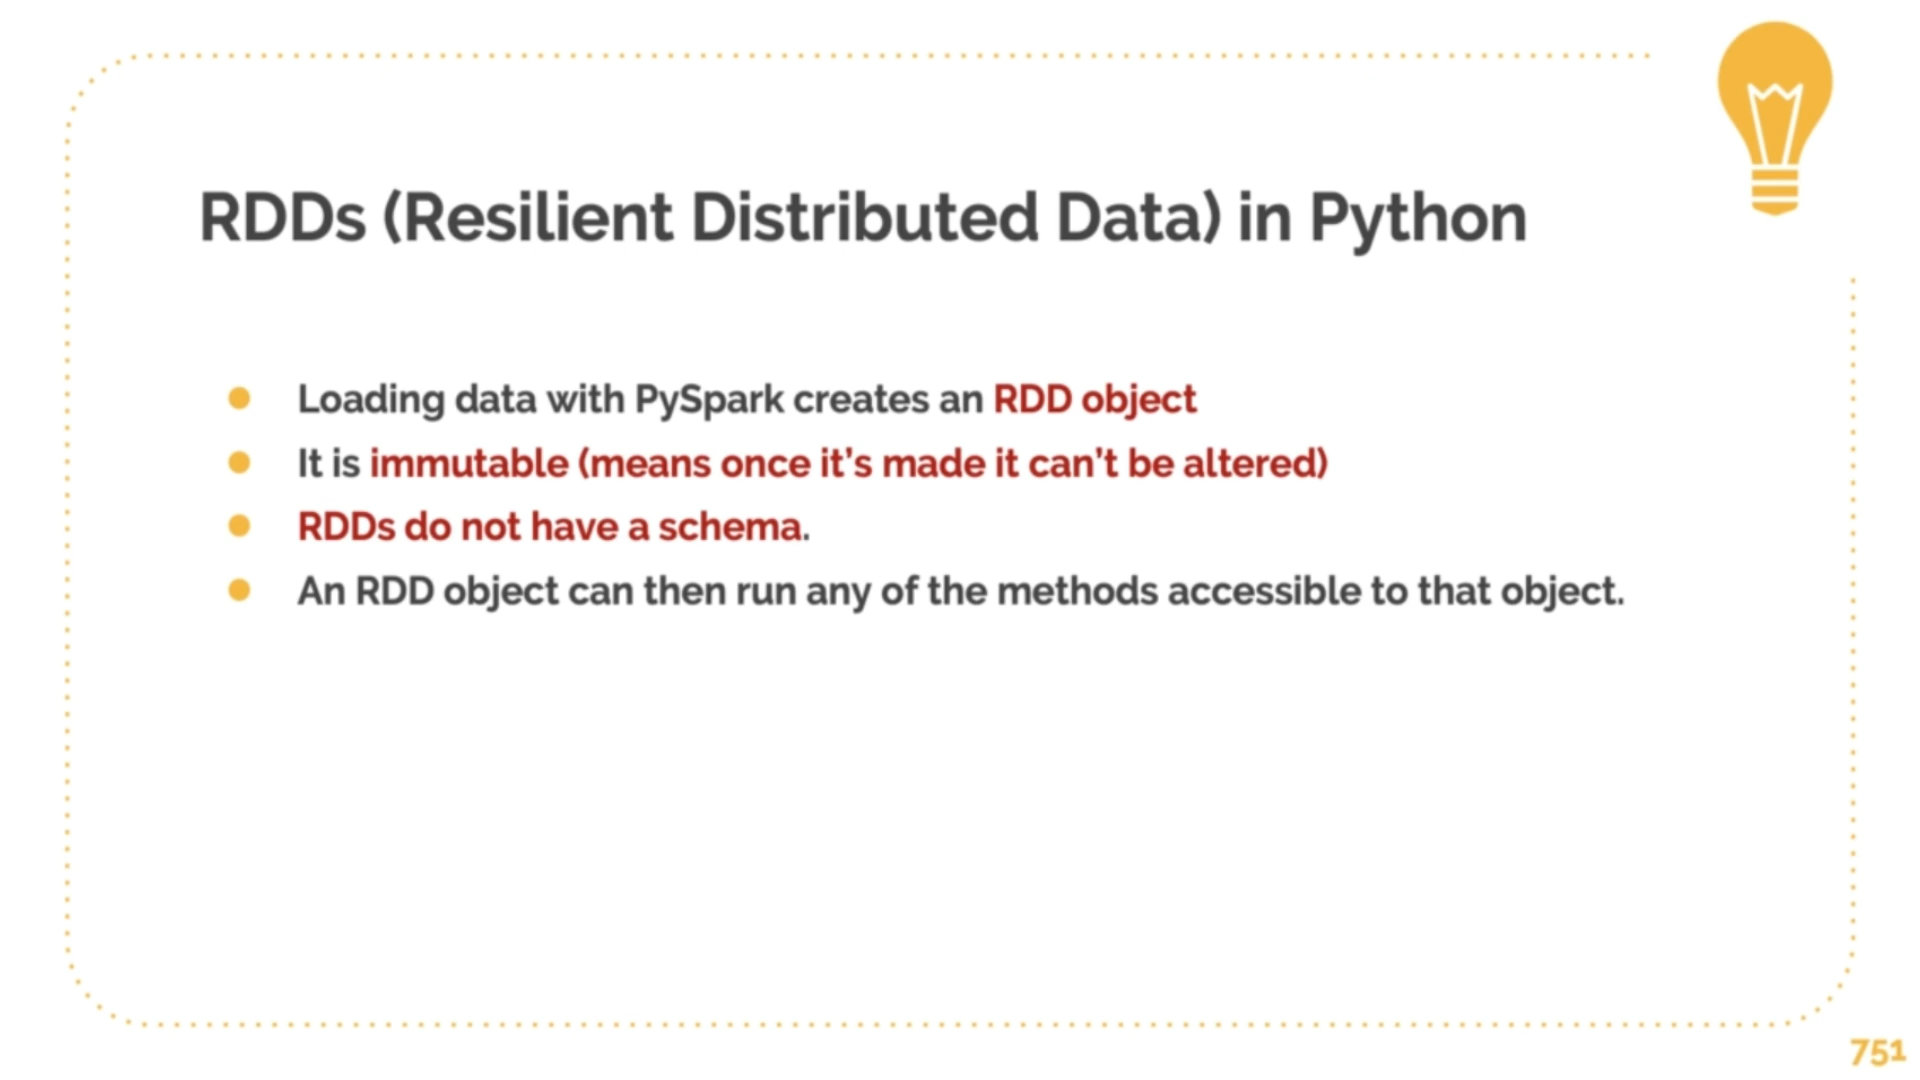 RDDs (Resilient Distributed Data) in Python
Loading data with PySpark creates an RDD object
It is immutable (means once it's made it can't be altered)
RDDs do not have a schema.
An RDD object can then run any of the methods accessible to that object.
751